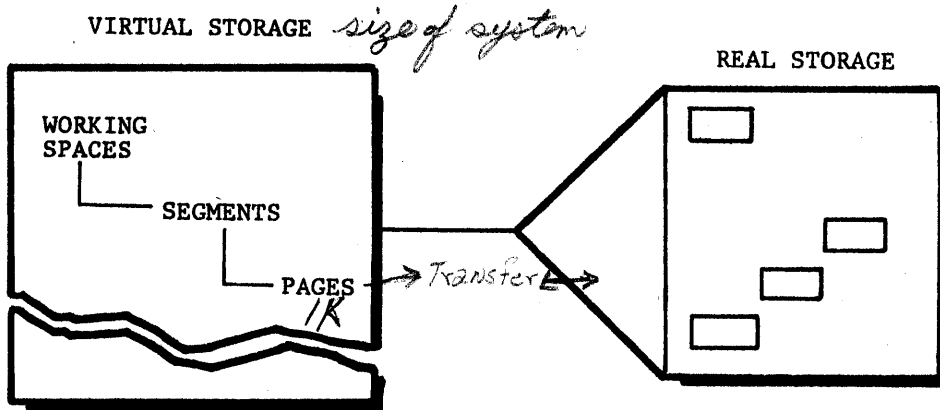 VIRTUAL STORAGE size of system
REAL STORAGE
WORKING
SPACES
SEGMENTS
PAGES → Transfer ↔
1K